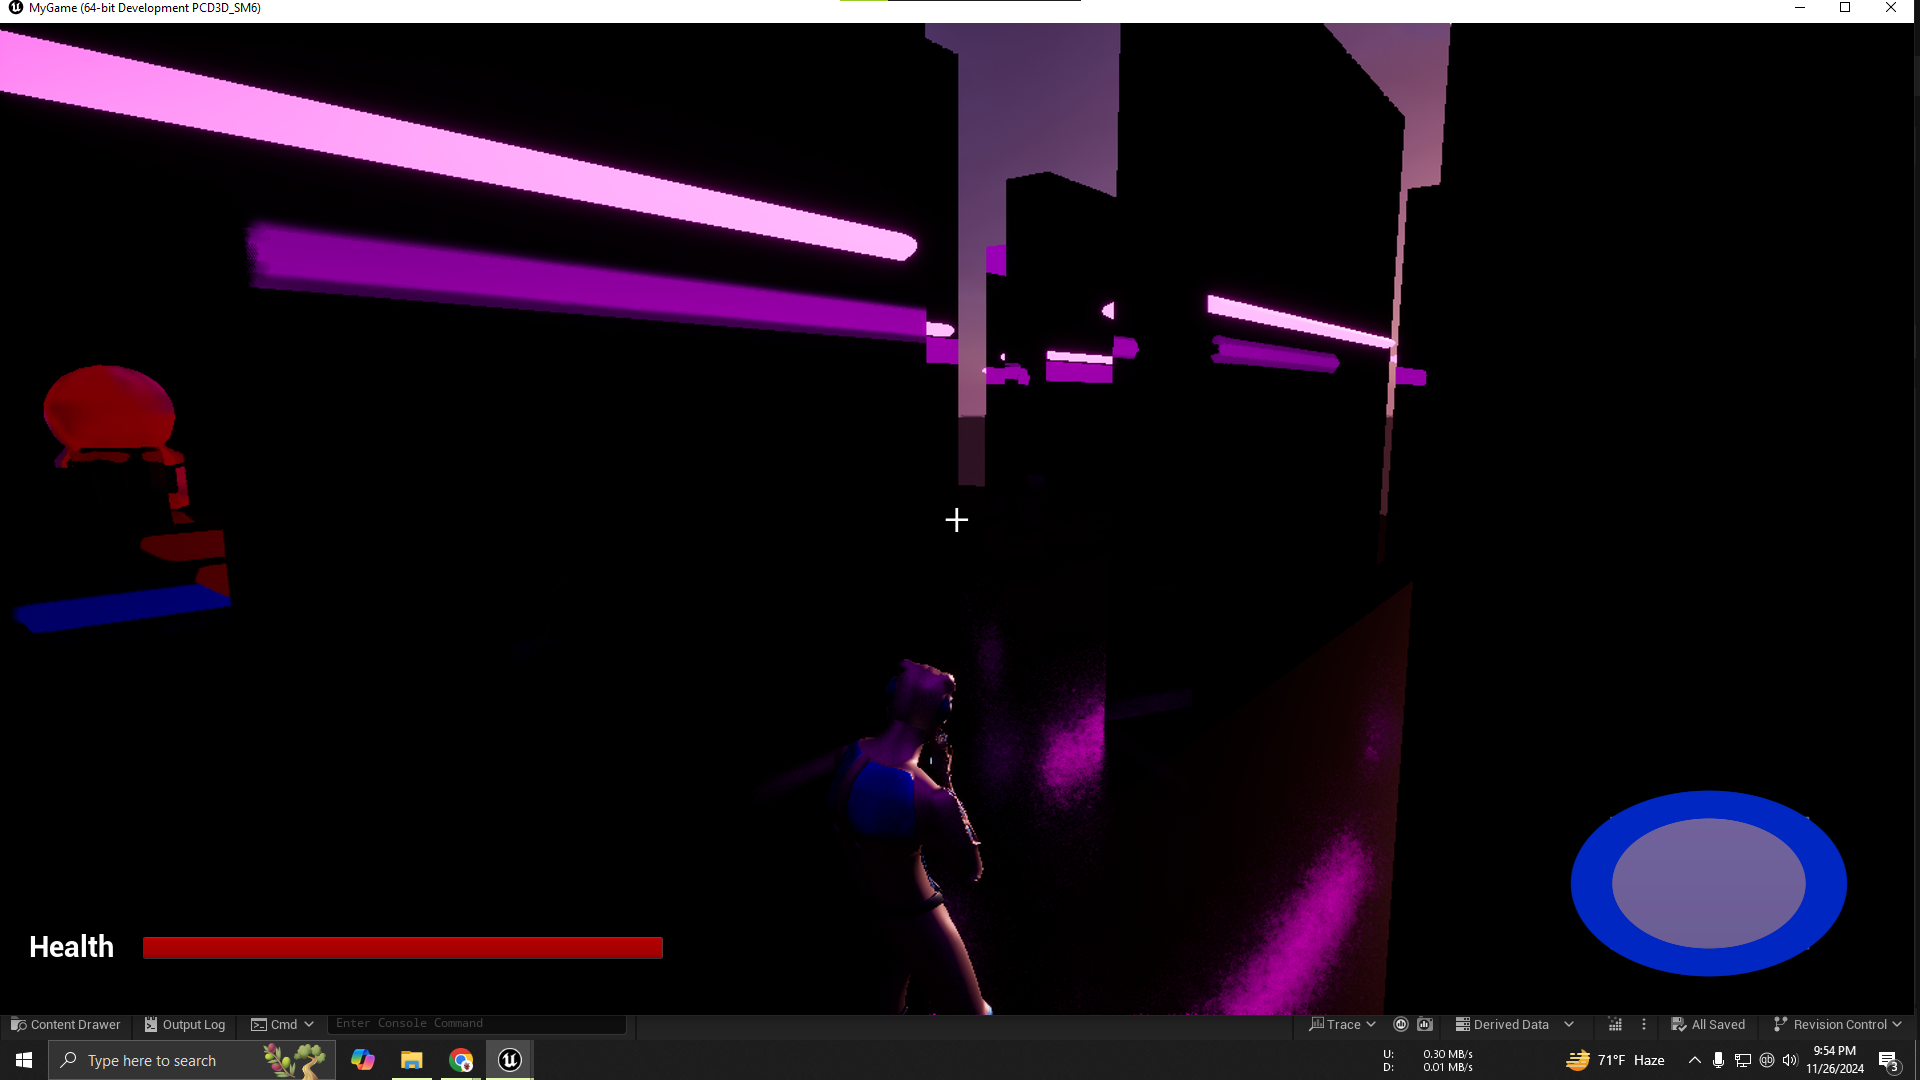 MyGame (64-bit Development PCD3D_SM6)
Health
Content Drawer
Output Log
Cmd
Enter Console Command
Trace
Derived Data
All Saved
Revision Control
Type here to search
U: 0.30 MB/s
D: 0.01 MB/s
71°F Haze
9:54 PM
11/26/2024
3